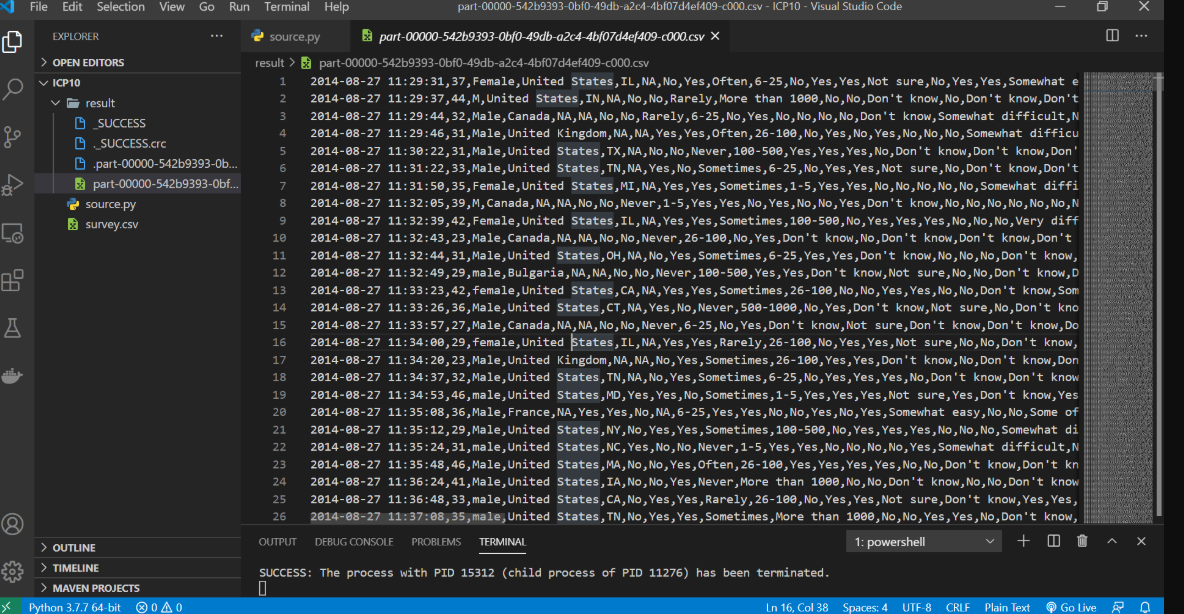 File Edit Selection View Go Run Terminal Help part-00000-542b9393-0bf0-49db-a2c4-4bf07d4ef409-c000.csv - ICP10 - Visual Studio Code
EXPLORER
OPEN EDITORS
ICP10
result
_SUCCESS
._SUCCESS.crc
.part-00000-542b9393-0b...
part-00000-542b9393-0bf...
source.py
survey.csv
OUTLINE
TIMELINE
MAVEN PROJECTS
source.py part-00000-542b9393-0bf0-49db-a2c4-4bf07d4ef409-c000.csv
result > part-00000-542b9393-0bf0-49db-a2c4-4bf07d4ef409-c000.csv
1 2014-08-27 11:29:31,37,Female,United States,IL,NA,No,Yes,Often,6-25,No,Yes,Yes,Not sure,No,Yes,Yes,Somewhat e
2 2014-08-27 11:29:37,44,M,United States,IN,NA,No,No,Rarely,More than 1000,No,No,Don't know,No,Don't know,Don't
3 2014-08-27 11:29:44,32,Male,Canada,NA,NA,No,No,Rarely,6-25,No,Yes,No,No,No,No,Don't know,Somewhat difficult,N
4 2014-08-27 11:29:46,31,Male,United Kingdom,NA,NA,Yes,Yes,Often,26-100,No,Yes,No,Yes,No,No,No,Somewhat difficu
5 2014-08-27 11:30:22,31,Male,United States,TX,NA,No,No,Never,100-500,Yes,Yes,Yes,No,Don't know,Don't know,Don'
6 2014-08-27 11:31:22,33,Male,United States,TN,NA,Yes,No,Sometimes,6-25,No,Yes,Yes,Not sure,No,Don't know,Don't
7 2014-08-27 11:31:50,35,Female,United States,MI,NA,Yes,Yes,Sometimes,1-5,Yes,Yes,No,No,No,No,No,Somewhat diffi
8 2014-08-27 11:32:05,39,M,Canada,NA,NA,No,No,Never,1-5,Yes,Yes,No,Yes,No,No,Yes,Don't know,No,No,No,No,No,No,N
9 2014-08-27 11:32:39,42,Female,United States,IL,NA,Yes,Yes,Sometimes,100-500,No,Yes,Yes,Yes,No,No,No,Very diff
10 2014-08-27 11:32:43,23,Male,Canada,NA,NA,No,No,Never,26-100,No,Yes,Don't know,No,Don't know,Don't know,Don't
11 2014-08-27 11:32:44,31,Male,United States,OH,NA,No,Yes,Sometimes,6-25,Yes,Yes,Don't know,No,No,No,Don't know,
12 2014-08-27 11:32:49,29,male,Bulgaria,NA,NA,No,No,Never,100-500,Yes,Yes,Don't know,Not sure,No,No,Don't know,D
13 2014-08-27 11:33:23,42,female,United States,CA,NA,Yes,Yes,Sometimes,26-100,No,No,Yes,Yes,No,No,Don't know,Som
14 2014-08-27 11:33:26,36,Male,United States,CT,NA,Yes,No,Never,500-1000,No,Yes,Don't know,Not sure,No,Don't know,
15 2014-08-27 11:33:57,27,Male,Canada,NA,NA,No,No,Never,6-25,No,Yes,Don't know,Not sure,Don't know,Don't know,Do
16 2014-08-27 11:34:00,29,female,United States,IL,NA,Yes,Yes,Rarely,26-100,No,Yes,Yes,Not sure,No,No,Don't know,
17 2014-08-27 11:34:20,23,Male,United Kingdom,NA,NA,No,Yes,Sometimes,26-100,Yes,Yes,Don't know,No,Don't know,Don
18 2014-08-27 11:34:37,32,Male,United States,TN,NA,No,Yes,Sometimes,6-25,No,Yes,Yes,Yes,No,Don't know,Don't know
19 2014-08-27 11:34:53,46,male,United States,MD,Yes,Yes,No,Sometimes,1-5,Yes,Yes,Yes,Not sure,Yes,Don't know,Yes
20 2014-08-27 11:35:08,36,Male,France,NA,Yes,Yes,No,NA,6-25,Yes,Yes,No,No,Yes,No,Yes,Somewhat easy,No,No,Some of
21 2014-08-27 11:35:12,29,Male,United States,NY,No,Yes,Yes,Sometimes,100-500,No,Yes,Yes,Yes,No,No,No,Somewhat di
22 2014-08-27 11:35:24,31,male,United States,NC,Yes,No,No,Never,1-5,Yes,Yes,No,No,No,No,Yes,Somewhat difficult,N
23 2014-08-27 11:35:48,46,Male,United States,MA,No,No,Yes,Often,26-100,Yes,Yes,Yes,Yes,No,No,Don't know,Don't kn
24 2014-08-27 11:36:24,41,Male,United States,IA,No,No,Yes,Never,More than 1000,No,No,Don't know,No,No,Don't know
25 2014-08-27 11:36:48,33,male,United States,CA,No,Yes,Yes,Rarely,26-100,No,Yes,Yes,Not sure,Don't know,Yes,Yes,
26 2014-08-27 11:37:08,35,male,United States,TN,No,Yes,Yes,Sometimes,More than 1000,No,No,Yes,Yes,No,Don't know,
OUTPUT DEBUG CONSOLE PROBLEMS TERMINAL 1: powershell
SUCCESS: The process with PID 15312 (child process of PID 11276) has been terminated.
Python 3.7.7 64-bit 0 0 Ln 16, Col 38 Spaces: 4 UTF-8 CRLF Plain Text Go Live